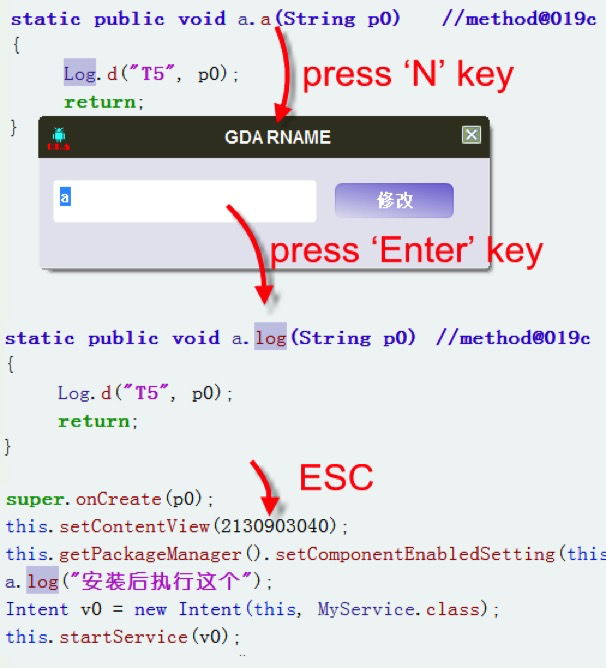 static public void a.a(String p0)   //method@019c
{
    Log.d("T5", p0);
    return;
}
press ‘N’ key
GDA RNAME
a
修改
press ‘Enter’ key
static public void a.log(String p0)  //method@019c
{
    Log.d("T5", p0);
    return;
}
ESC
super.onCreate(p0);
this.setContentView(2130903040);
this.getPackageManager().setComponentEnabledSetting(this
a.log("安装后执行这个");
Intent v0 = new Intent(this, MyService.class);
this.startService(v0);